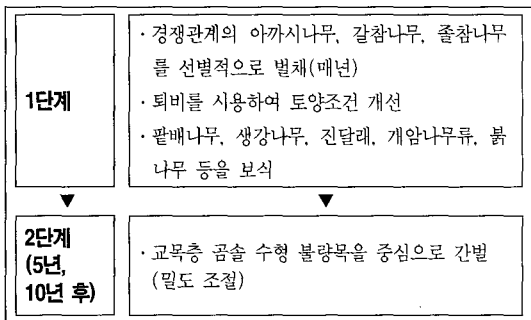 1단계
· 경쟁관계의 아까시나무, 갈참나무, 졸참나무
를 선별적으로 벌채(매년)
· 퇴비를 사용하여 토양조건 개선
· 팥배나무, 생강나무, 진달래, 개암나무류, 붉
나무 등을 보식
▼ ▼
2단계
(5년,
10년 후)
· 교목층 곰솔 수형 불량목을 중심으로 간벌
(밀도 조절)